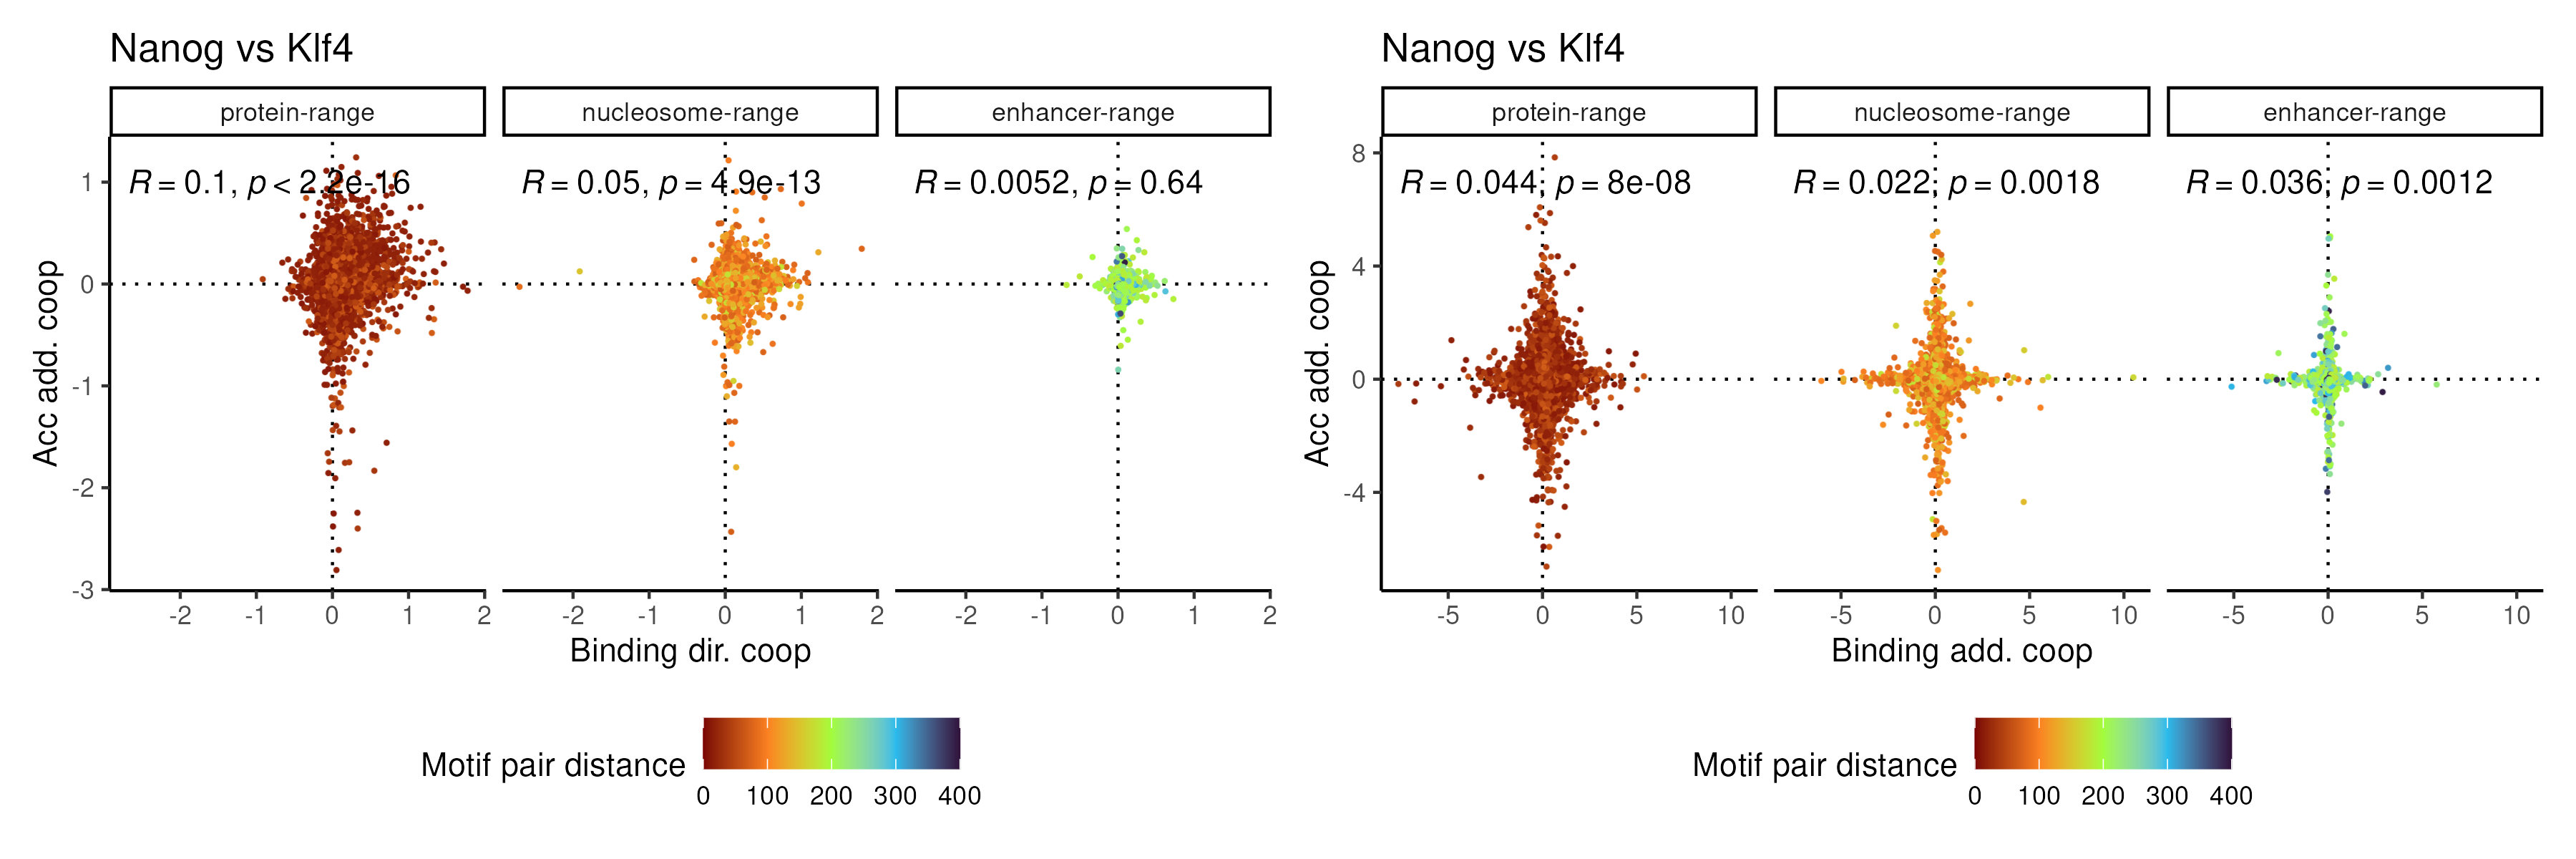 Nanog vs Klf4
protein-range
nucleosome-range
enhancer-range
R = 0.1, p < 2.2e-16
R = 0.05, p = 4.9e-13
R = 0.0052, p = 0.64
1
0
-1
-2
-3
Acc add. coop
-2 -1 0 1 2
-2 -1 0 1 2
-2 -1 0 1 2
Binding dir. coop
Motif pair distance
0 100 200 300 400
Nanog vs Klf4
protein-range
nucleosome-range
enhancer-range
R = 0.044, p = 8e-08
R = 0.022, p = 0.0018
R = 0.036, p = 0.0012
8
4
0
-4
Acc add. coop
-5 0 5 10
-5 0 5 10
-5 0 5 10
Binding add. coop
Motif pair distance
0 100 200 300 400